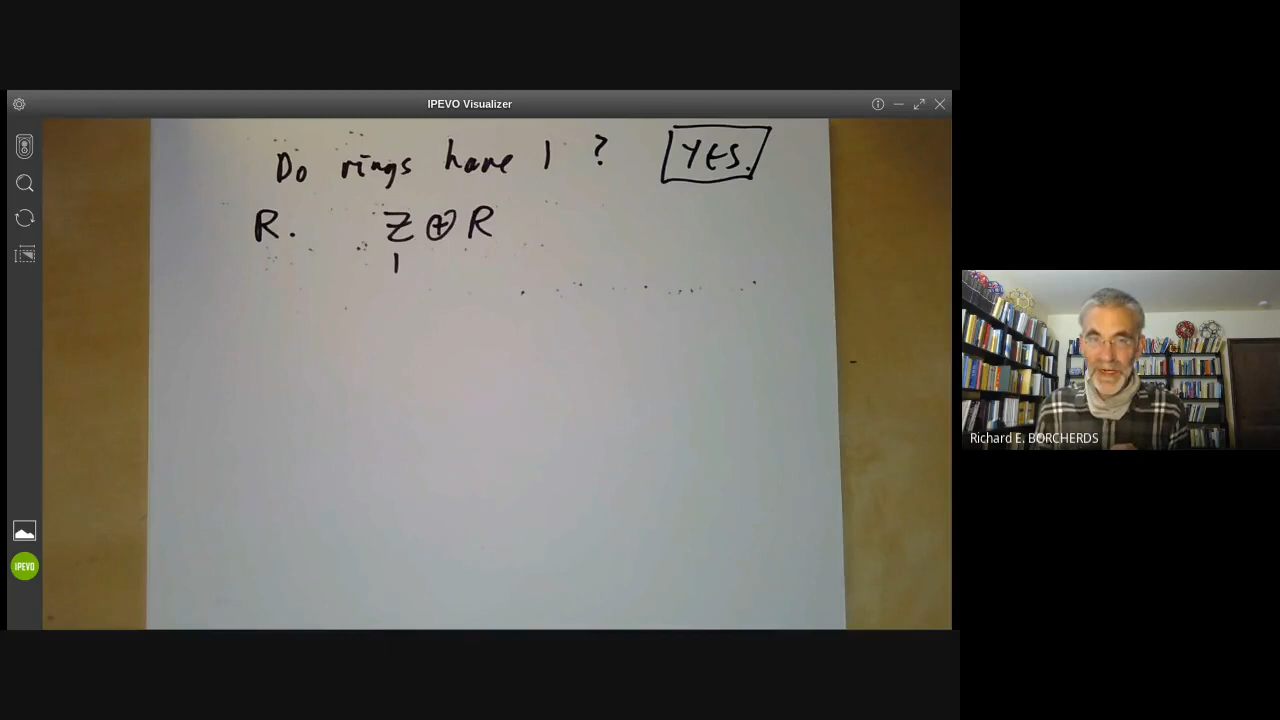 IPEVO Visualizer
Do rings have 1 ? YES.
R. Z ⊕ R
1
IPEVO
Richard E. BORCHERDS